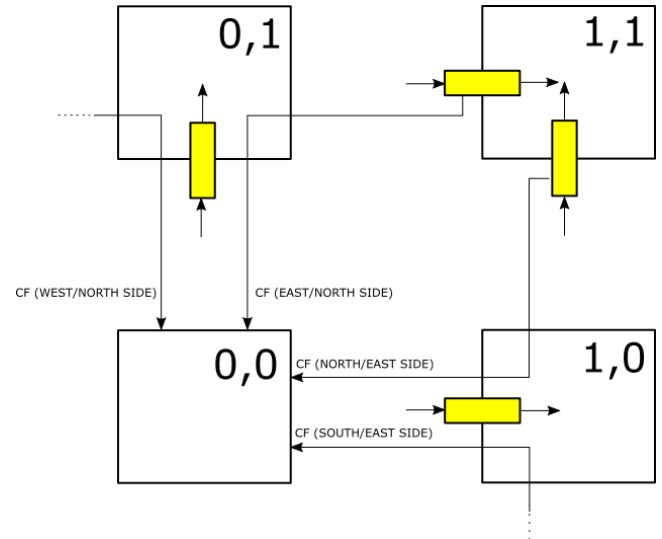 0,1
1,1
CF (WEST/NORTH SIDE)
CF (EAST/NORTH SIDE)
0,0
1,0
CF (NORTH/EAST SIDE)
CF (SOUTH/EAST SIDE)